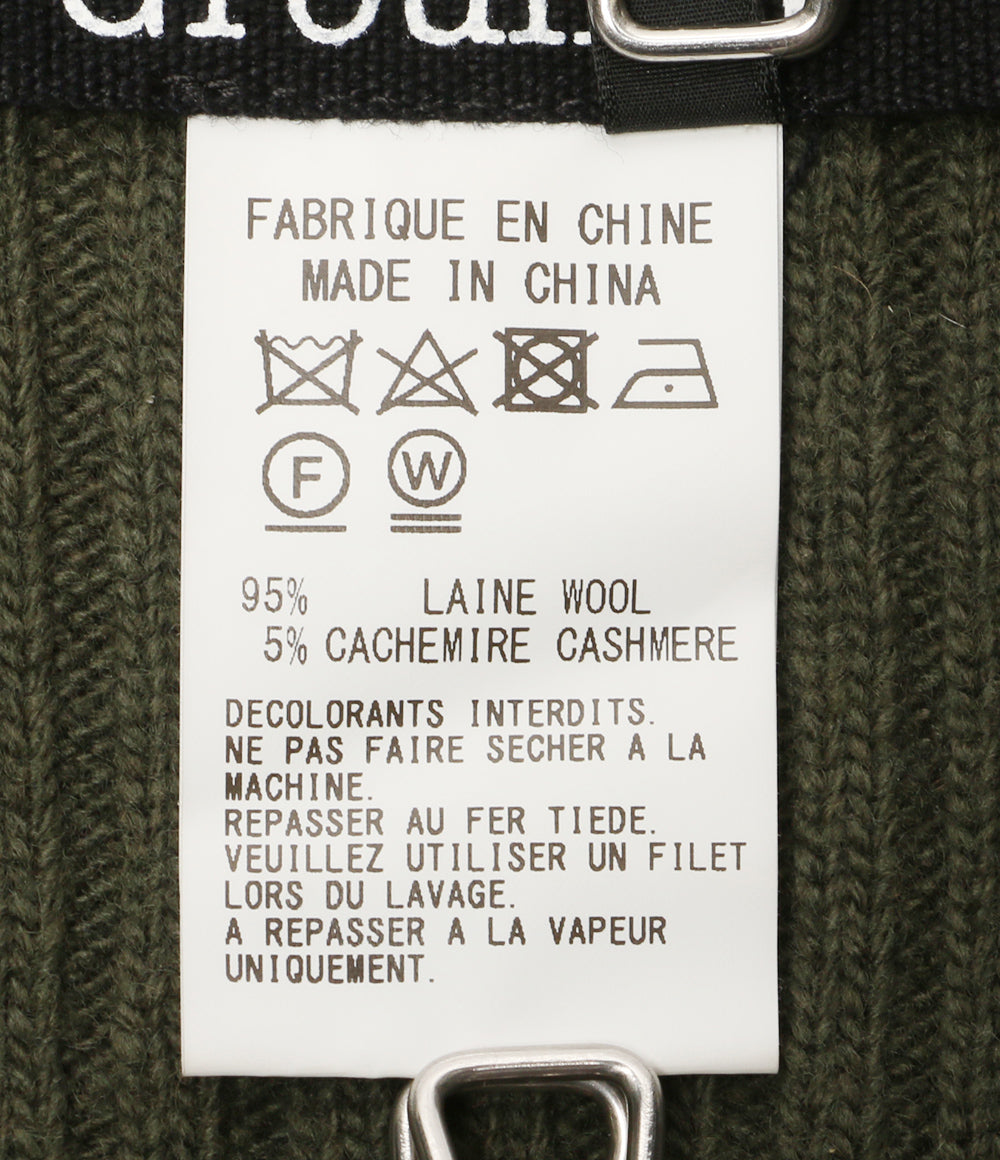 FABRIQUE EN CHINE
MADE IN CHINA
F W
95% LAINE WOOL
5% CACHEMIRE CASHMERE
DECOLORANTS INTERDITS.
NE PAS FAIRE SECHER A LA
MACHINE.
REPASSER AU FER TIEDE.
VEUILLEZ UTILISER UN FILET
LORS DU LAVAGE.
A REPASSER A LA VAPEUR
UNIQUEMENT.